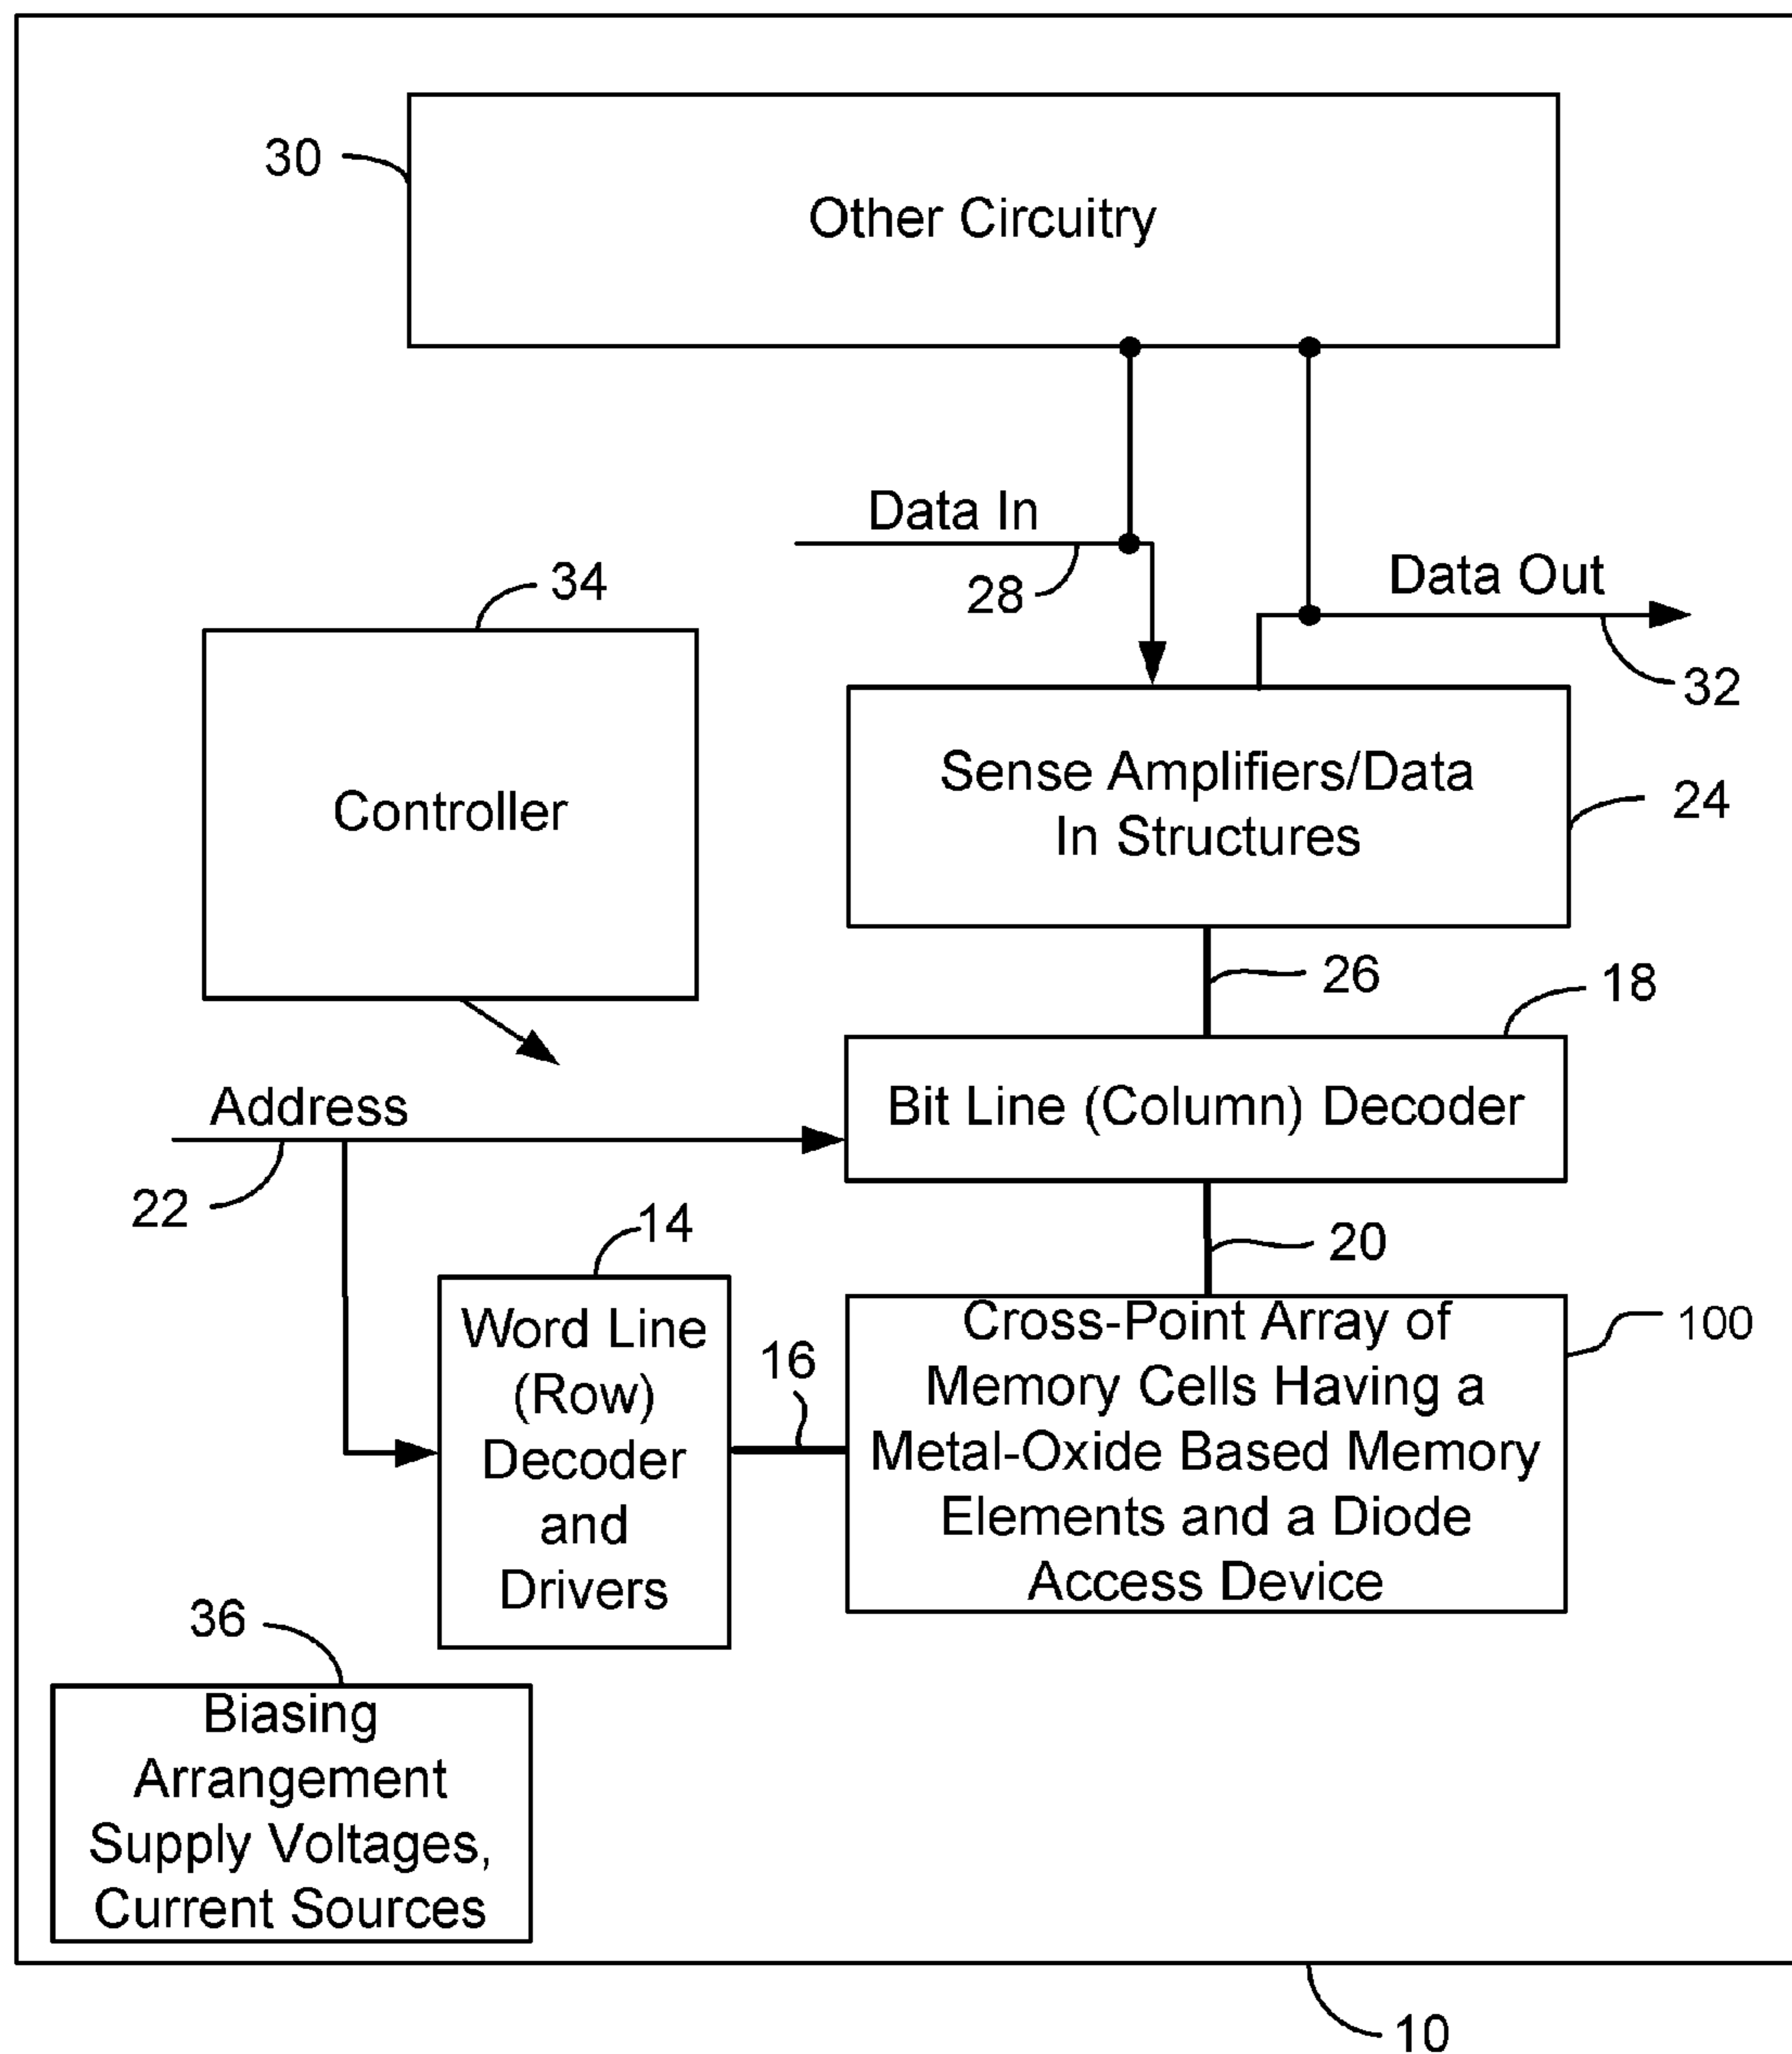 30
Other Circuitry
Data In
28
34
Data Out
32
Controller
Sense Amplifiers/Data
In Structures
24
26
18
Address
Bit Line (Column) Decoder
22
14
20
Word Line
(Row)
Decoder
and
Drivers
16
Cross-Point Array of
Memory Cells Having a
Metal-Oxide Based Memory
Elements and a Diode
Access Device
100
36
Biasing
Arrangement
Supply Voltages,
Current Sources
10